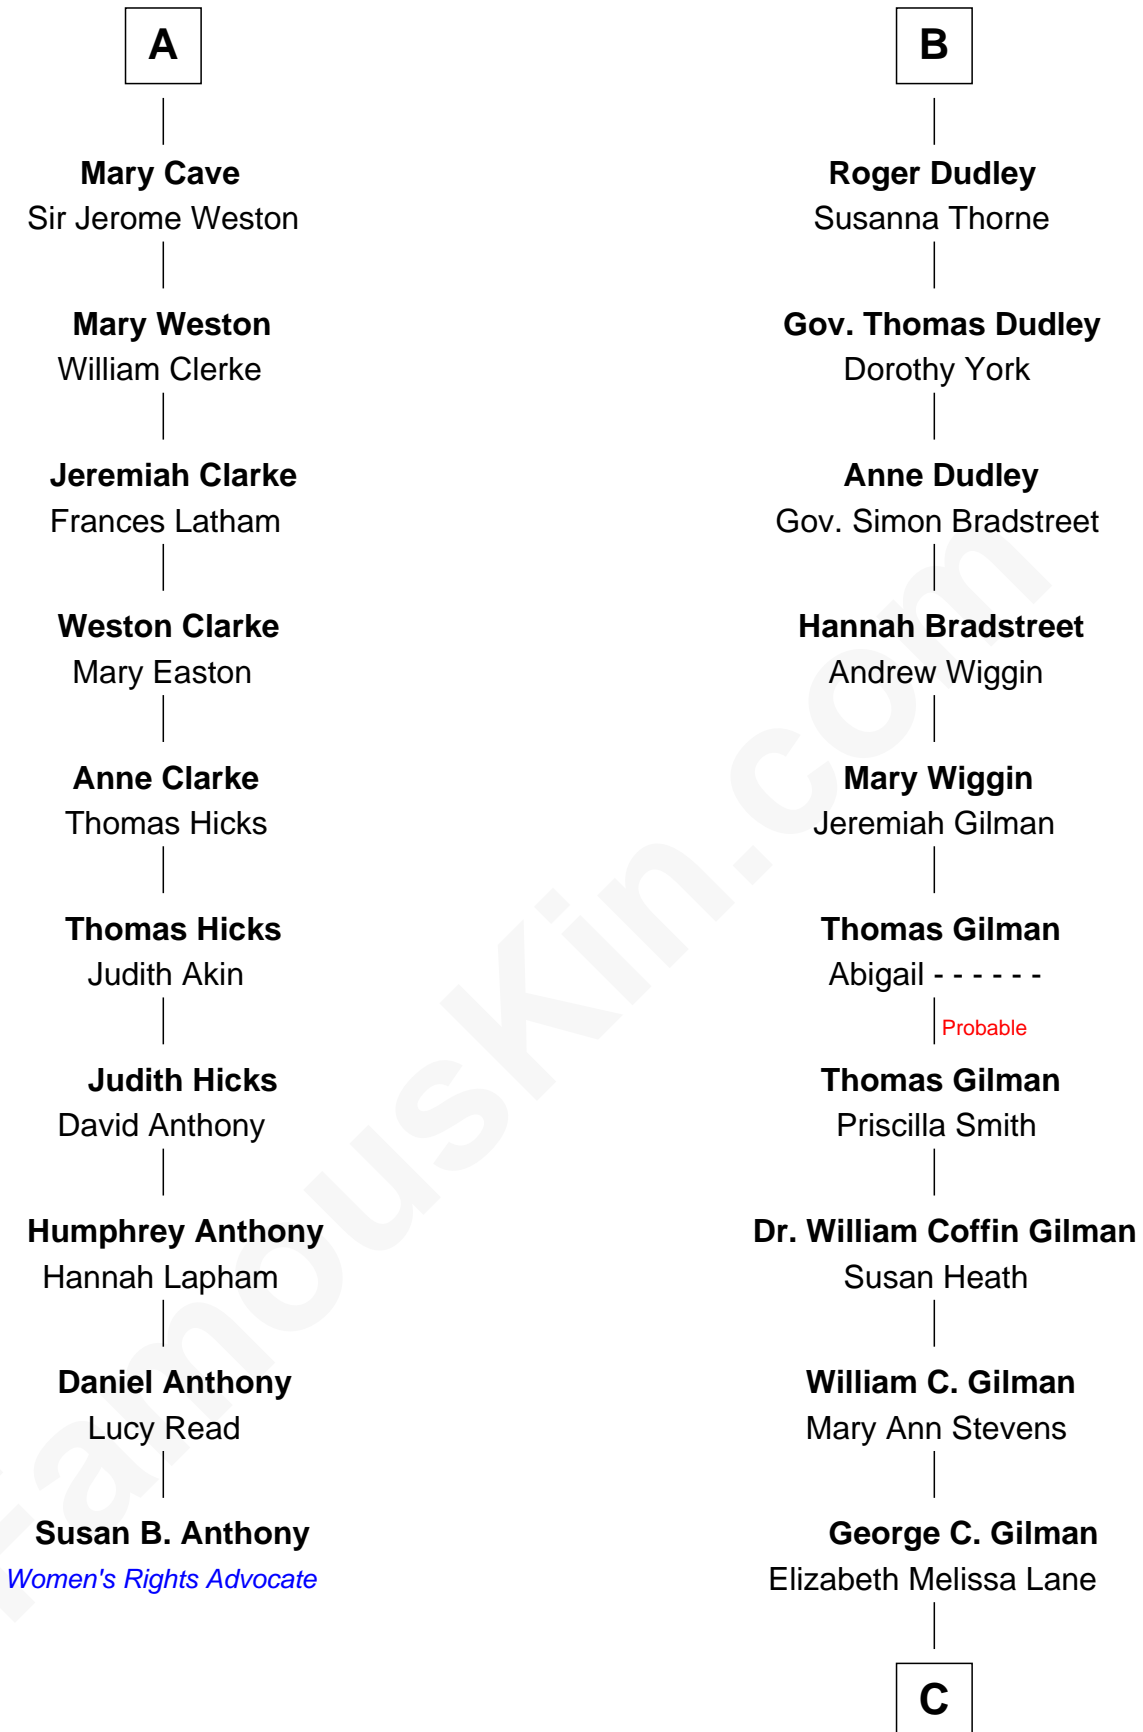 A
Mary Cave
Sir Jerome Weston
Mary Weston
William Clerke
Jeremiah Clarke
Frances Latham
Weston Clarke
Mary Easton
Anne Clarke
Thomas Hicks
Thomas Hicks
Judith Akin
Judith Hicks
David Anthony
Humphrey Anthony
Hannah Lapham
Daniel Anthony
Lucy Read
Susan B. Anthony
Women's Rights Advocate
B
Roger Dudley
Susanna Thorne
Gov. Thomas Dudley
Dorothy York
Anne Dudley
Gov. Simon Bradstreet
Hannah Bradstreet
Andrew Wiggin
Mary Wiggin
Jeremiah Gilman
Thomas Gilman
Abigail - - - - - -
Probable
Thomas Gilman
Priscilla Smith
Dr. William Coffin Gilman
Susan Heath
William C. Gilman
Mary Ann Stevens
George C. Gilman
Elizabeth Melissa Lane
C
FamousKin.com